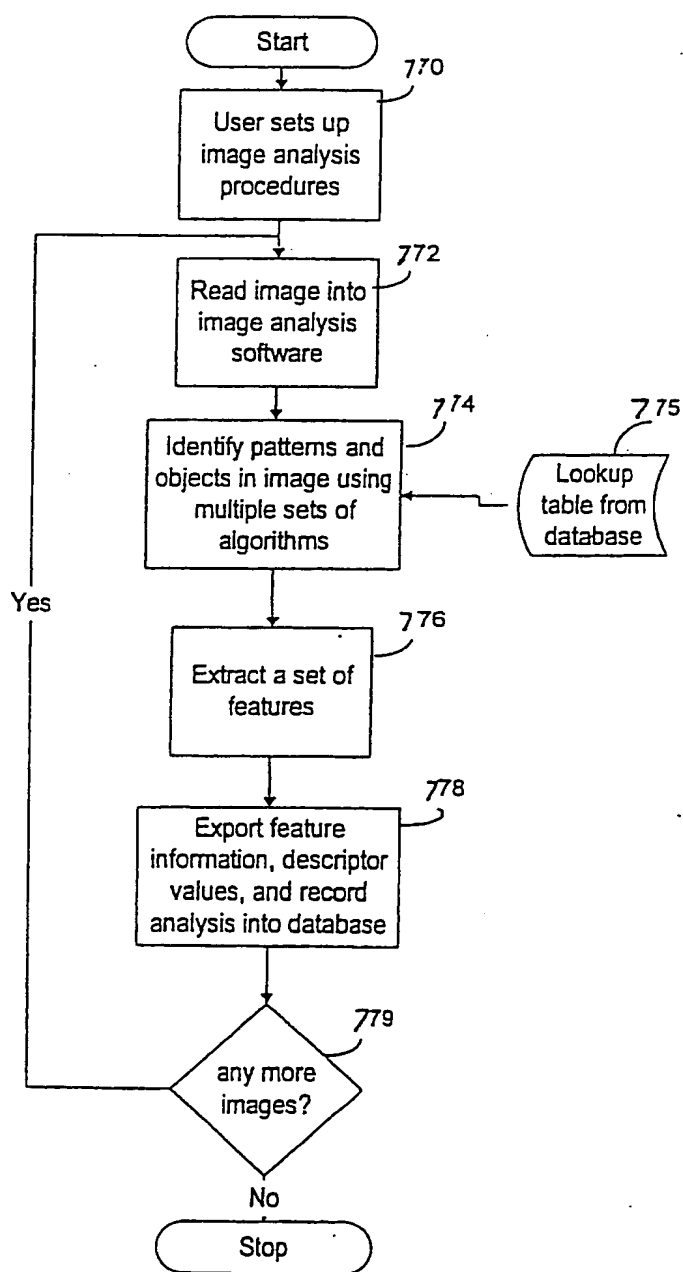 Start
770
User sets up
image analysis
procedures
772
Read image into
image analysis
software
774
Identify patterns and
objects in image using
multiple sets of
algorithms
775
Lookup
table from
database
Yes
776
Extract a set of
features
778
Export feature
information, descriptor
values, and record
analysis into database
779
any more
images?
No
Stop